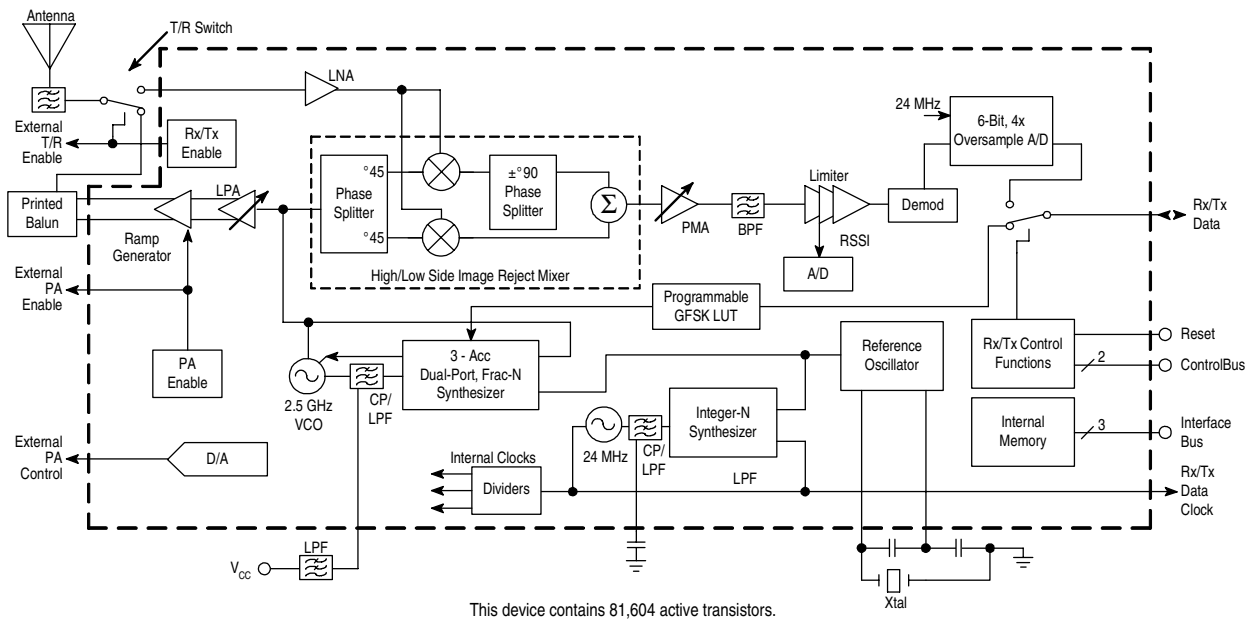 Antenna
T/R Switch
LNA
External
T/R
Enable
Rx/Tx
Enable
24 MHz
6-Bit, 4x
Oversample A/D
Printed
Balun
LPA
Ramp
Generator
Phase
Splitter
°45
°45
±°90
Phase
Splitter
Σ
High/Low Side Image Reject Mixer
PMA
BPF
Limiter
RSSI
A/D
Demod
Rx/Tx
Data
External
PA
Enable
PA
Enable
Programmable
GFSK LUT
2.5 GHz
VCO
CP/
LPF
3 - Acc
Dual-Port, Frac-N
Synthesizer
Reference
Oscillator
Rx/Tx Control
Functions
Reset
2
ControlBus
External
PA
Control
D/A
24 MHz
CP/
LPF
Integer-N
Synthesizer
Internal
Memory
3
Interface
Bus
Internal Clocks
Dividers
LPF
Rx/Tx
Data
Clock
VCC
LPF
Xtal
This device contains 81,604 active transistors.